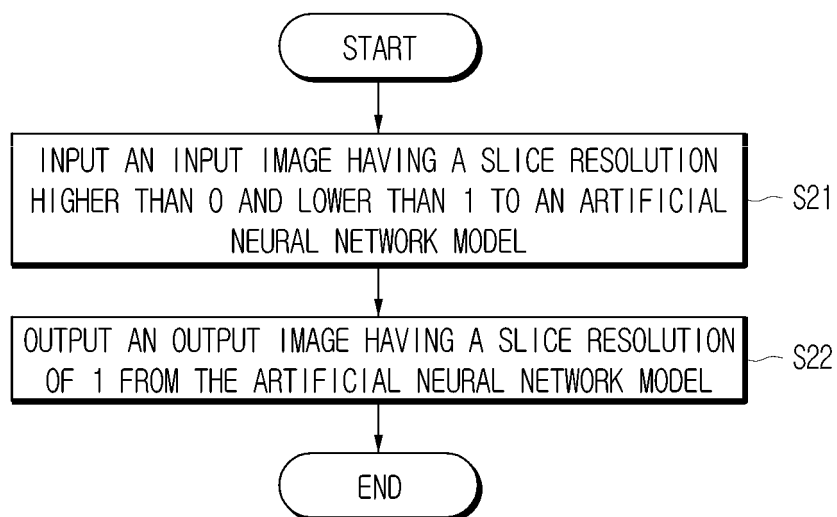 START
INPUT AN INPUT IMAGE HAVING A SLICE RESOLUTION
HIGHER THAN 0 AND LOWER THAN 1 TO AN ARTIFICIAL
NEURAL NETWORK MODEL
S21
OUTPUT AN OUTPUT IMAGE HAVING A SLICE RESOLUTION
OF 1 FROM THE ARTIFICIAL NEURAL NETWORK MODEL
S22
END